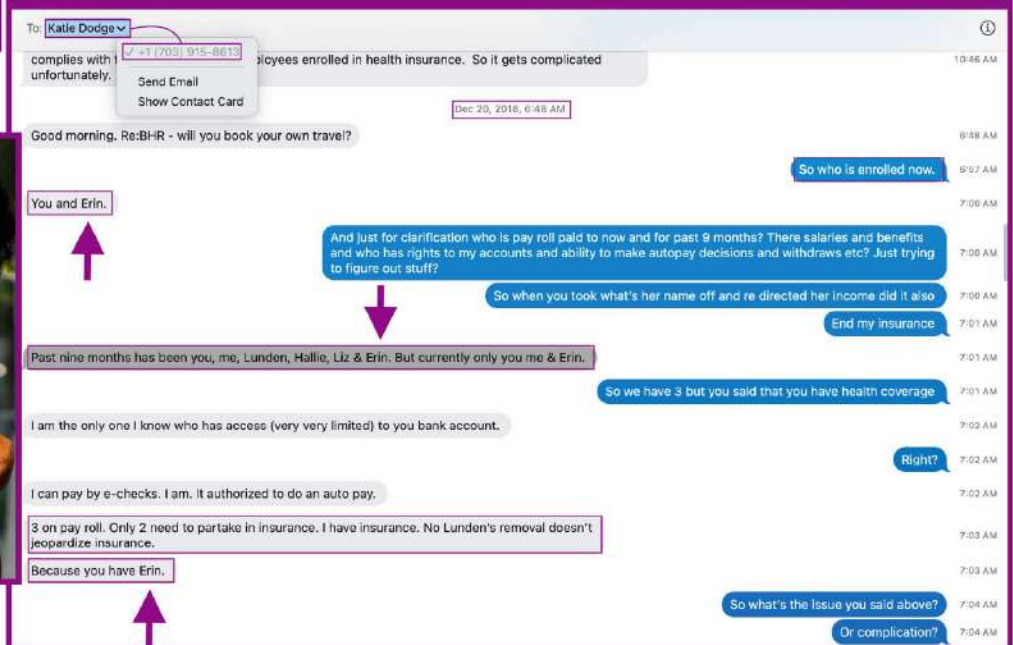 To: Katie Dodge
✓ +1 (703) 915-8613
Send Email
Show Contact Card
10:46 AM
complies with
employees enrolled in health insurance. So it gets complicated
unfortunately.
Dec 20, 2018, 6:48 AM
Good morning. Re:BHR - will you book your own travel?
6:48 AM
So who is enrolled now.
6:57 AM
You and Erin.
7:00 AM
And just for clarification who is pay roll paid to now and for past 9 months? There salaries and benefits
and who has rights to my accounts and ability to make autopay decisions and withdraws etc? Just trying
to figure out stuff?
7:00 AM
So when you took what's her name off and re directed her income did it also
7:00 AM
End my insurance
7:01 AM
Past nine months has been you, me, Lunden, Hallie, Liz & Erin. But currently only you me & Erin.
7:01 AM
So we have 3 but you said that you have health coverage
7:01 AM
I am the only one I know who has access (very very limited) to you bank account.
7:02 AM
Right?
7:02 AM
I can pay by e-checks. I am. It authorized to do an auto pay.
7:02 AM
3 on pay roll. Only 2 need to partake in insurance. I have insurance. No Lunden's removal doesn't
jeopardize insurance.
7:03 AM
Because you have Erin.
7:03 AM
So what's the issue you said above?
7:04 AM
Or complication?
7:04 AM